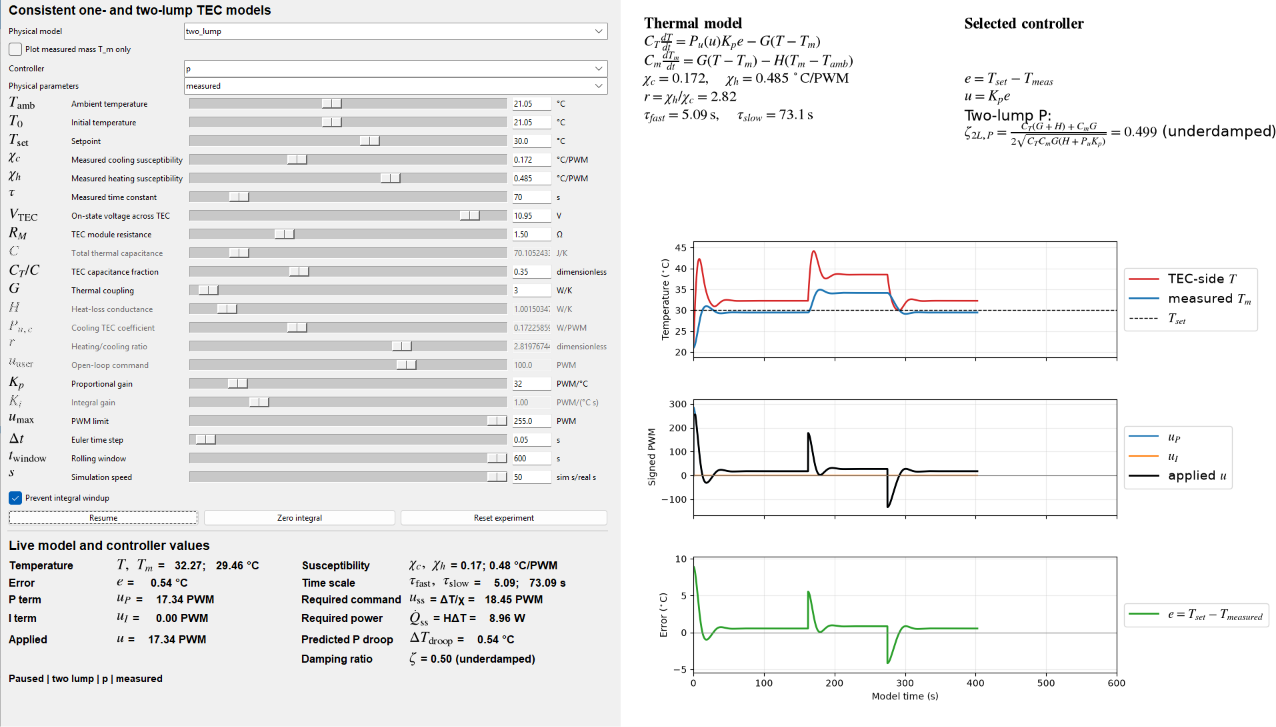 Consistent one- and two-lump TEC models
Physical model two_lump
Plot measured mass T_m only
Controller p
Physical parameters measured
T_amb Ambient temperature 21.05 °C
T_0 Initial temperature 21.05 °C
T_set Setpoint 30.0 °C
χ_c Measured cooling susceptibility 0.172 °C/PWM
χ_h Measured heating susceptibility 0.485 °C/PWM
τ Measured time constant 70 s
V_TEC On-state voltage across TEC 10.95 V
R_M TEC module resistance 1.50 Ω
C Total thermal capacitance 70.105243 J/K
C_T/C TEC capacitance fraction 0.35 dimensionless
G Thermal coupling 3 W/K
H Heat-loss conductance 1.0015034 W/K
P_u,c Cooling TEC coefficient 0.1722585 W/PWM
r Heating/cooling ratio 2.8197674 dimensionless
u_user Open-loop command 100.0 PWM
K_p Proportional gain 32 PWM/°C
K_i Integral gain 1.00 PWM/(°C s)
u_max PWM limit 255.0 PWM
Δt Euler time step 0.05 s
t_window Rolling window 600 s
s Simulation speed 50 sim s/real s
Prevent integral windup
Resume Zero integral Reset experiment
Live model and controller values
Temperature T, T_m = 32.27; 29.46 °C
Error e = 0.54 °C
P term u_P = 17.34 PWM
I term u_I = 0.00 PWM
Applied u = 17.34 PWM
Susceptibility χ_c, χ_h = 0.17; 0.48 °C/PWM
Time scale τ_fast, τ_slow = 5.09; 73.09 s
Required command u_ss = ΔT/χ = 18.45 PWM
Required power Q̇_ss = HΔT = 8.96 W
Predicted P droop ΔT_droop = 0.54 °C
Damping ratio ζ = 0.50 (underdamped)
Paused | two lump | p | measured
Thermal model
C_T dT/dt = P_u(u)K_p e − G(T − T_m)
C_m dT_m/dt = G(T − T_m) − H(T_m − T_amb)
χ_c = 0.172, χ_h = 0.485 °C/PWM
r = χ_h/χ_c = 2.82
τ_fast = 5.09 s, τ_slow = 73.1 s
Selected controller
e = T_set − T_meas
u = K_p e
Two-lump P:
ζ_2L,P = C_T(G + H) + C_m G / 2√C_T C_m G(H + P_u K_p) = 0.499 (underdamped)
Temperature (°C)
45
40
35
30
25
20
TEC-side T
measured T_m
T_set
Signed PWM
300
200
100
0
−100
u_P
u_I
applied u
Error (°C)
10
5
0
−5
e = T_set − T_measured
0 100 200 300 400 500 600
Model time (s)